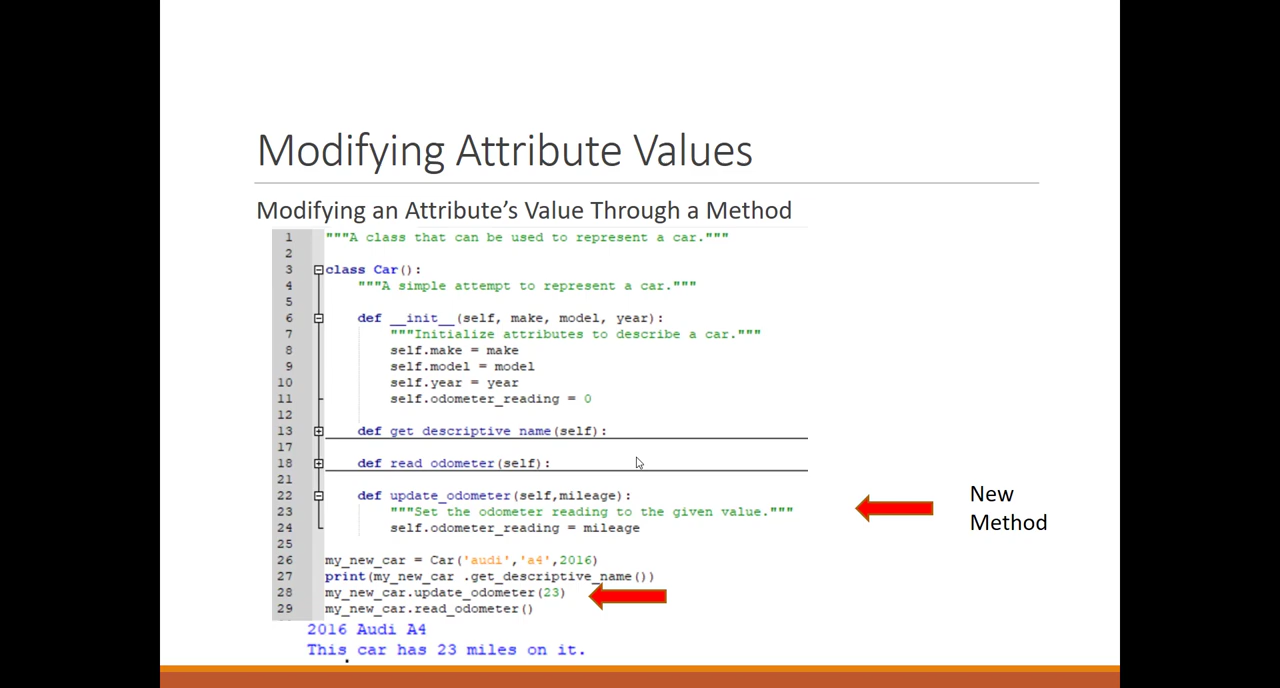 Modifying Attribute Values
Modifying an Attribute’s Value Through a Method
1 """A class that can be used to represent a car."""
2
3 class Car():
4 """A simple attempt to represent a car."""
5
6 def __init__(self, make, model, year):
7 """Initialize attributes to describe a car."""
8 self.make = make
9 self.model = model
10 self.year = year
11 self.odometer_reading = 0
12
13 def get_descriptive_name(self):
17
18 def read_odometer(self):
21
22 def update_odometer(self,mileage):
23 """Set the odometer reading to the given value."""
24 self.odometer_reading = mileage
25
26 my_new_car = Car('audi','a4',2016)
27 print(my_new_car .get_descriptive_name())
28 my_new_car.update_odometer(23)
29 my_new_car.read_odometer()
2016 Audi A4
This car has 23 miles on it.
New
Method